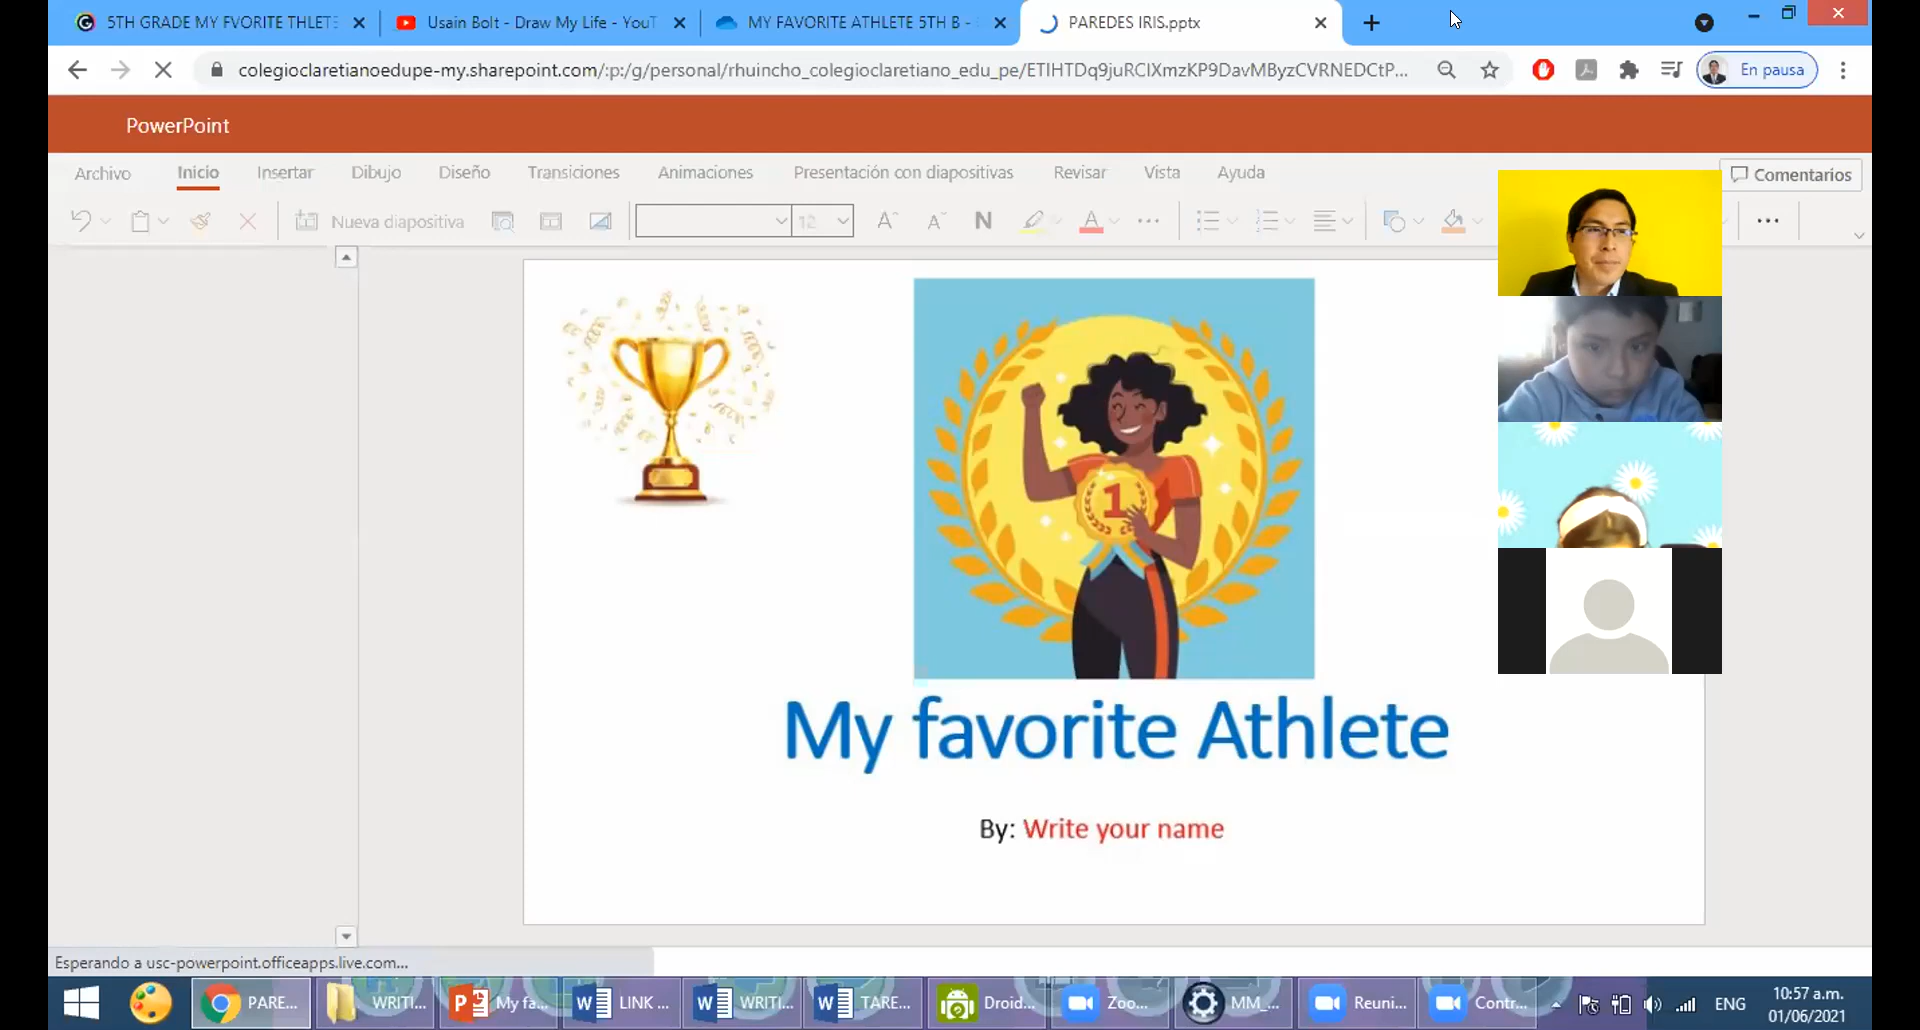 5TH GRADE MY FVORITE THLETE
Usain Bolt - Draw My Life - YouT
MY FAVORITE ATHLETE 5TH B -
PAREDES IRIS.pptx
colegioclaretianoedupe-my.sharepoint.com/:p:/g/personal/rhuincho_colegioclaretiano_edu_pe/ETIHTDq9juRCIXmzKP9DavMByzCVRNEDCtP...
En pausa
PowerPoint
Archivo Inicio Insertar Dibujo Diseño Transiciones Animaciones Presentación con diapositivas Revisar Vista Ayuda
Comentarios
Nueva diapositiva
12
A A N A
1
My favorite Athlete
By: Write your name
Esperando a usc-powerpoint.officeapps.live.com...
PARE...
WRITI...
My fa...
LINK ...
WRITI...
TARE...
Droid...
Zoo...
MM_...
Reuni...
Contr...
ENG
10:57 a.m.
01/06/2021